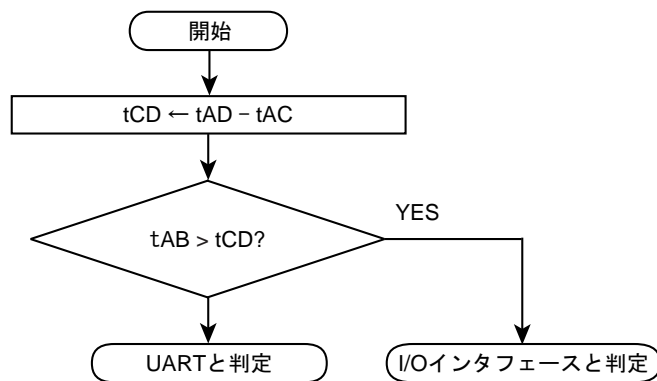 開始
tCD ← tAD − tAC
tAB > tCD?
YES
UARTと判定
I/Oインタフェースと判定